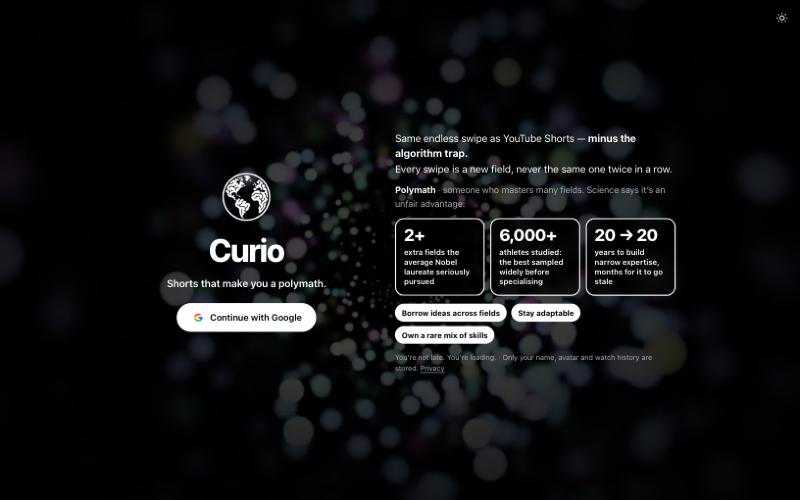 Curio
Shorts that make you a polymath.
Continue with Google
Same endless swipe as YouTube Shorts — minus the
algorithm trap.
Every swipe is a new field, never the same one twice in a row.
Polymath · someone who masters many fields. Science says it's an
unfair advantage:
2+
extra fields the
average Nobel
laureate seriously
pursued
6,000+
athletes studied:
the best sampled
widely before
specialising
20 → 20
years to build
narrow expertise,
months for it to go
stale
Borrow ideas across fields
Stay adaptable
Own a rare mix of skills
You're not late. You're loading. · Only your name, avatar and watch history are
stored. Privacy